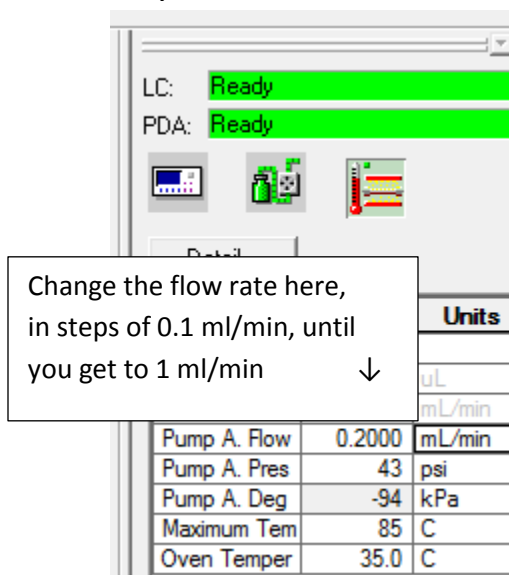 LC: Ready
PDA: Ready
Change the flow rate here,
in steps of 0.1 ml/min, until
you get to 1 ml/min ↓
Units
uL
mL/min
Pump A. Flow 0.2000 mL/min
Pump A. Pres 43 psi
Pump A. Deg -94 kPa
Maximum Tem 85 C
Oven Temper 35.0 C